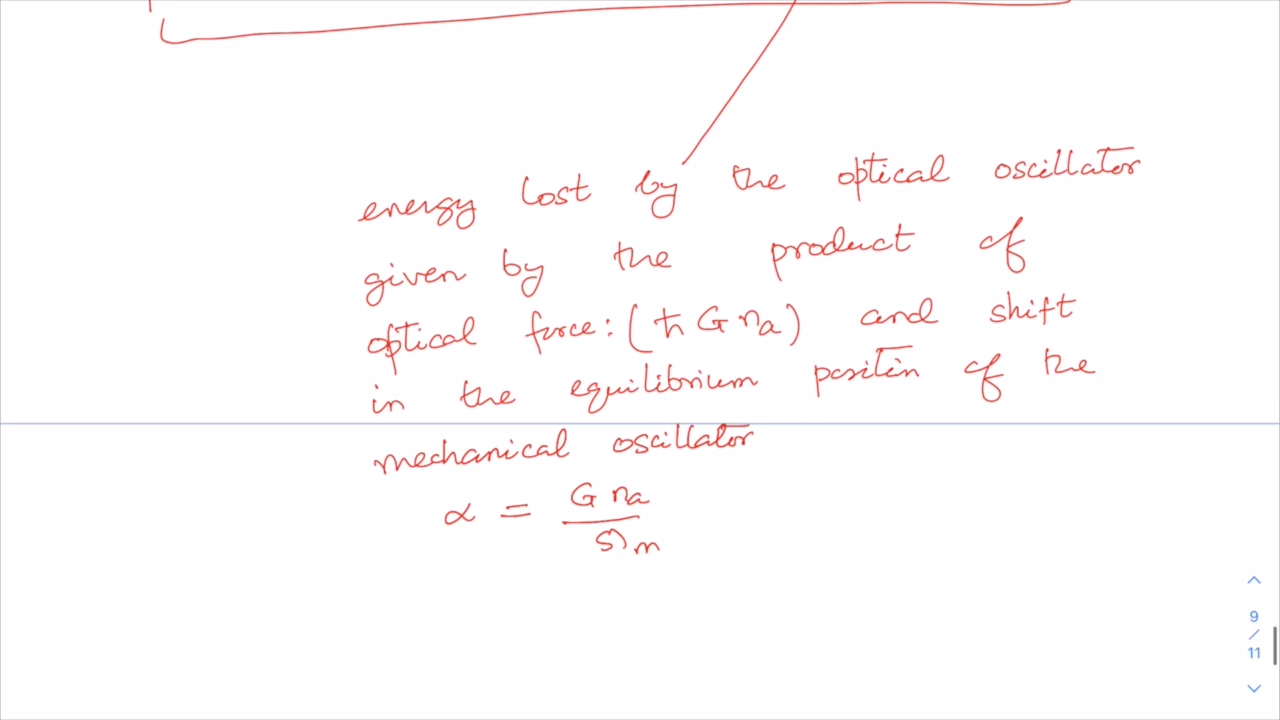 energy lost by the optical oscillator
given by the product of
optical force: (ħ G n_a) and shift
in the equilibrium positin of the
mechanical oscillator
α = G n_a / Ω_m
9
/
11